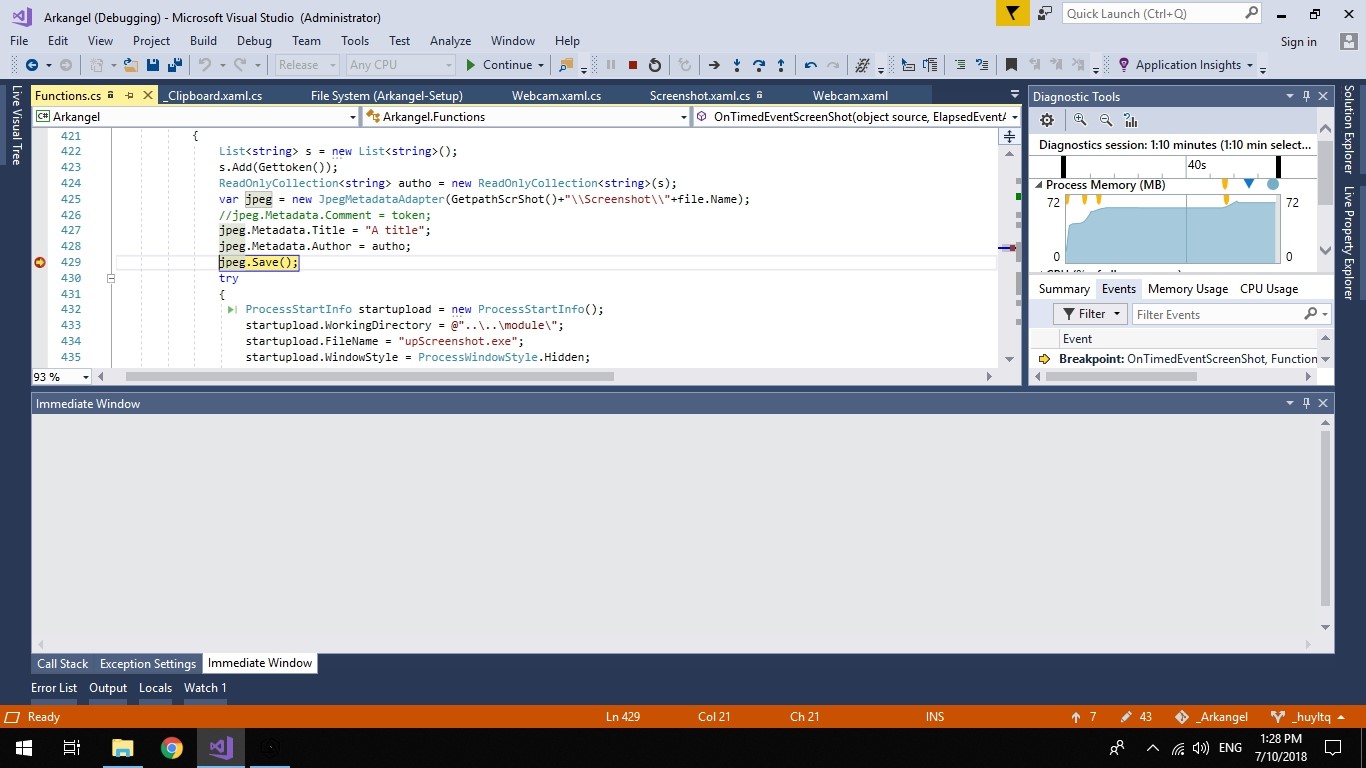 Arkangel (Debugging) - Microsoft Visual Studio (Administrator)
Quick Launch (Ctrl+Q)
File Edit View Project Build Debug Team Tools Test Analyze Window Help
Sign in
Release Any CPU Continue Application Insights
Live Visual Tree
Functions.cs _Clipboard.xaml.cs File System (Arkangel-Setup) Webcam.xaml.cs Screenshot.xaml.cs Webcam.xaml
C# Arkangel Arkangel.Functions OnTimedEventScreenShot(object source, ElapsedEventA
421 {
422 List<string> s = new List<string>();
423 s.Add(Gettoken());
424 ReadOnlyCollection<string> autho = new ReadOnlyCollection<string>(s);
425 var jpeg = new JpegMetadataAdapter(GetpathScrShot()+"\\Screenshot\\"+file.Name);
426 //jpeg.Metadata.Comment = token;
427 jpeg.Metadata.Title = "A title";
428 jpeg.Metadata.Author = autho;
429 jpeg.Save();
430 try
431 {
432 ProcessStartInfo startupload = new ProcessStartInfo();
433 startupload.WorkingDirectory = @"..\..\module\";
434 startupload.FileName = "upScreenshot.exe";
435 startupload.WindowStyle = ProcessWindowStyle.Hidden;
93 %
Diagnostic Tools
Diagnostics session: 1:10 minutes (1:10 min select...
40s
Process Memory (MB)
72 72
0 0
Summary Events Memory Usage CPU Usage
Filter Filter Events
Event
Breakpoint: OnTimedEventScreenShot, Function
Solution Explorer
Live Property Explorer
Immediate Window
Call Stack Exception Settings Immediate Window
Error List Output Locals Watch 1
Ready Ln 429 Col 21 Ch 21 INS 7 43 _Arkangel _huyltq
ENG
1:28 PM
7/10/2018